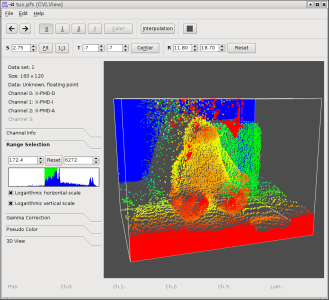 tux.pfs (CVLView)
File Edit Help
0 1 2 3 Color Interpolation
S 2.75 Fit 1:1 T -7 -7 Center R 11.80 18.70 Reset
Data set: 1
Size: 160 x 120
Data: Unknown, floating point
Channel 0: X-PMD-D
Channel 1: X-PMD-I
Channel 2: X-PMD-A
Channel 3:
Channel Info
Range Selection
172.4 Reset 6272
Logarithmic horizontal scale
Logarithmic vertical scale
Gamma Correction
Pseudo Color
3D View
Pos: Ch.0: Ch.1: Ch.2: Ch.3: Lum.: